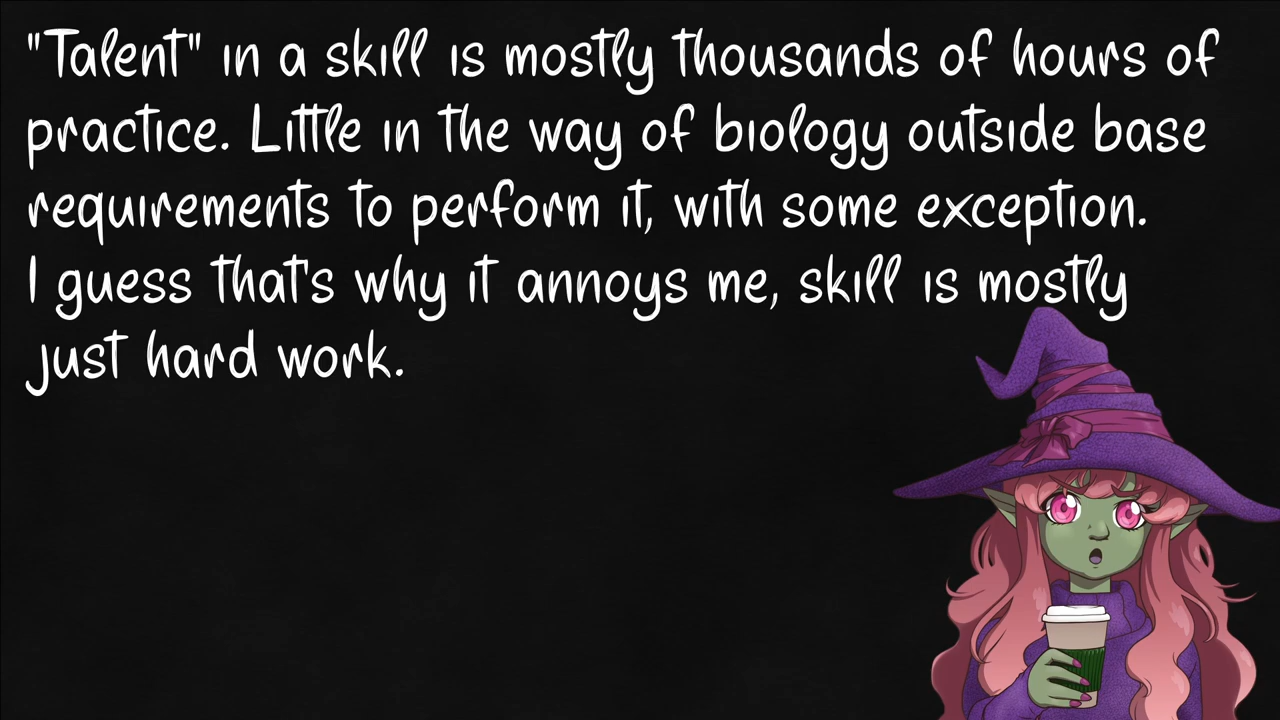 "Talent" in a skill is mostly thousands of hours of
practice. Little in the way of biology outside base
requirements to perform it, with some exception.
I guess that's why it annoys me, skill is mostly
just hard work.